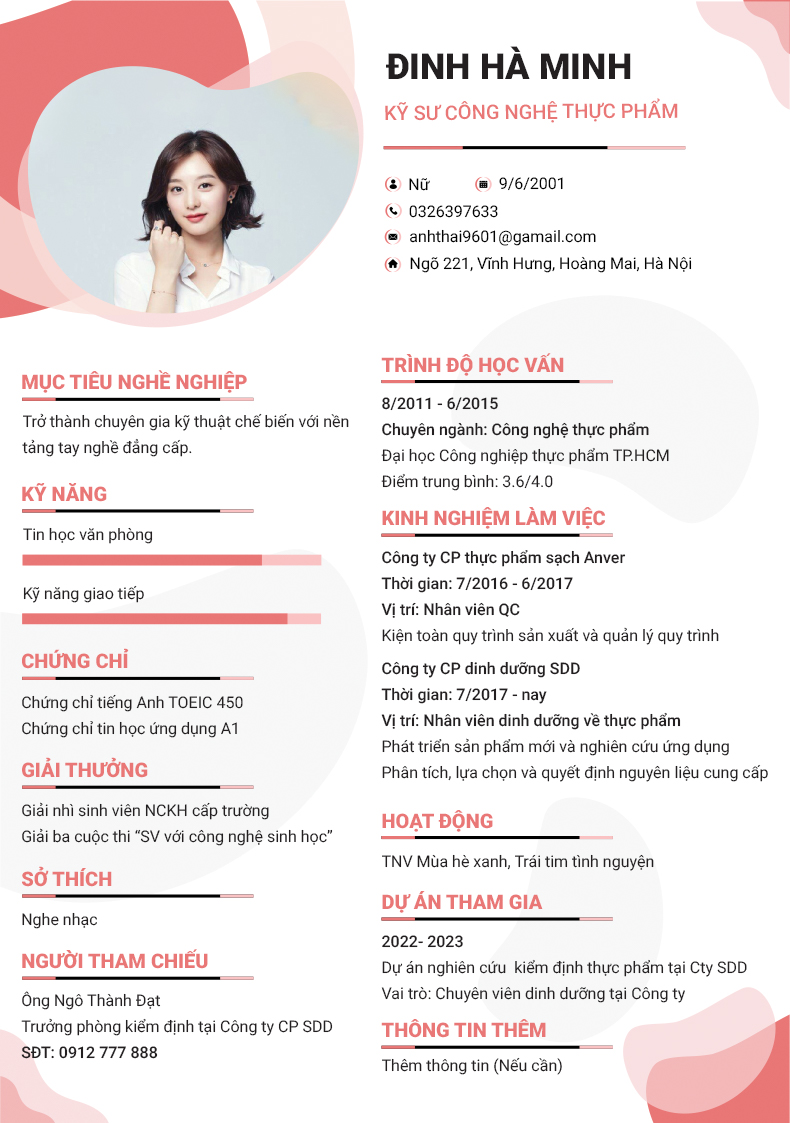 ĐINH HÀ MINH
KỸ SƯ CÔNG NGHỆ THỰC PHẨM
Nữ 9/6/2001
0326397633
anhthai9601@gamail.com
Ngõ 221, Vĩnh Hưng, Hoàng Mai, Hà Nội
MỤC TIÊU NGHỀ NGHIỆP
Trở thành chuyên gia kỹ thuật chế biến với nền
tảng tay nghề đẳng cấp.
KỸ NĂNG
Tin học văn phòng
Kỹ năng giao tiếp
CHỨNG CHỈ
Chứng chỉ tiếng Anh TOEIC 450
Chứng chỉ tin học ứng dụng A1
GIẢI THƯỞNG
Giải nhì sinh viên NCKH cấp trường
Giải ba cuộc thi “SV với công nghệ sinh học”
SỞ THÍCH
Nghe nhạc
NGƯỜI THAM CHIẾU
Ông Ngô Thành Đạt
Trưởng phòng kiểm định tại Công ty CP SDD
SĐT: 0912 777 888
TRÌNH ĐỘ HỌC VẤN
8/2011 - 6/2015
Chuyên ngành: Công nghệ thực phẩm
Đại học Công nghiệp thực phẩm TP.HCM
Điểm trung bình: 3.6/4.0
KINH NGHIỆM LÀM VIỆC
Công ty CP thực phẩm sạch Anver
Thời gian: 7/2016 - 6/2017
Vị trí: Nhân viên QC
Kiện toàn quy trình sản xuất và quản lý quy trình
Công ty CP dinh dưỡng SDD
Thời gian: 7/2017 - nay
Vị trí: Nhân viên dinh dưỡng về thực phẩm
Phát triển sản phẩm mới và nghiên cứu ứng dụng
Phân tích, lựa chọn và quyết định nguyên liệu cung cấp
HOẠT ĐỘNG
TNV Mùa hè xanh, Trái tim tình nguyện
DỰ ÁN THAM GIA
2022- 2023
Dự án nghiên cứu  kiểm định thực phẩm tại Cty SDD
Vai trò: Chuyên viên dinh dưỡng tại Công ty
THÔNG TIN THÊM
Thêm thông tin (Nếu cần)